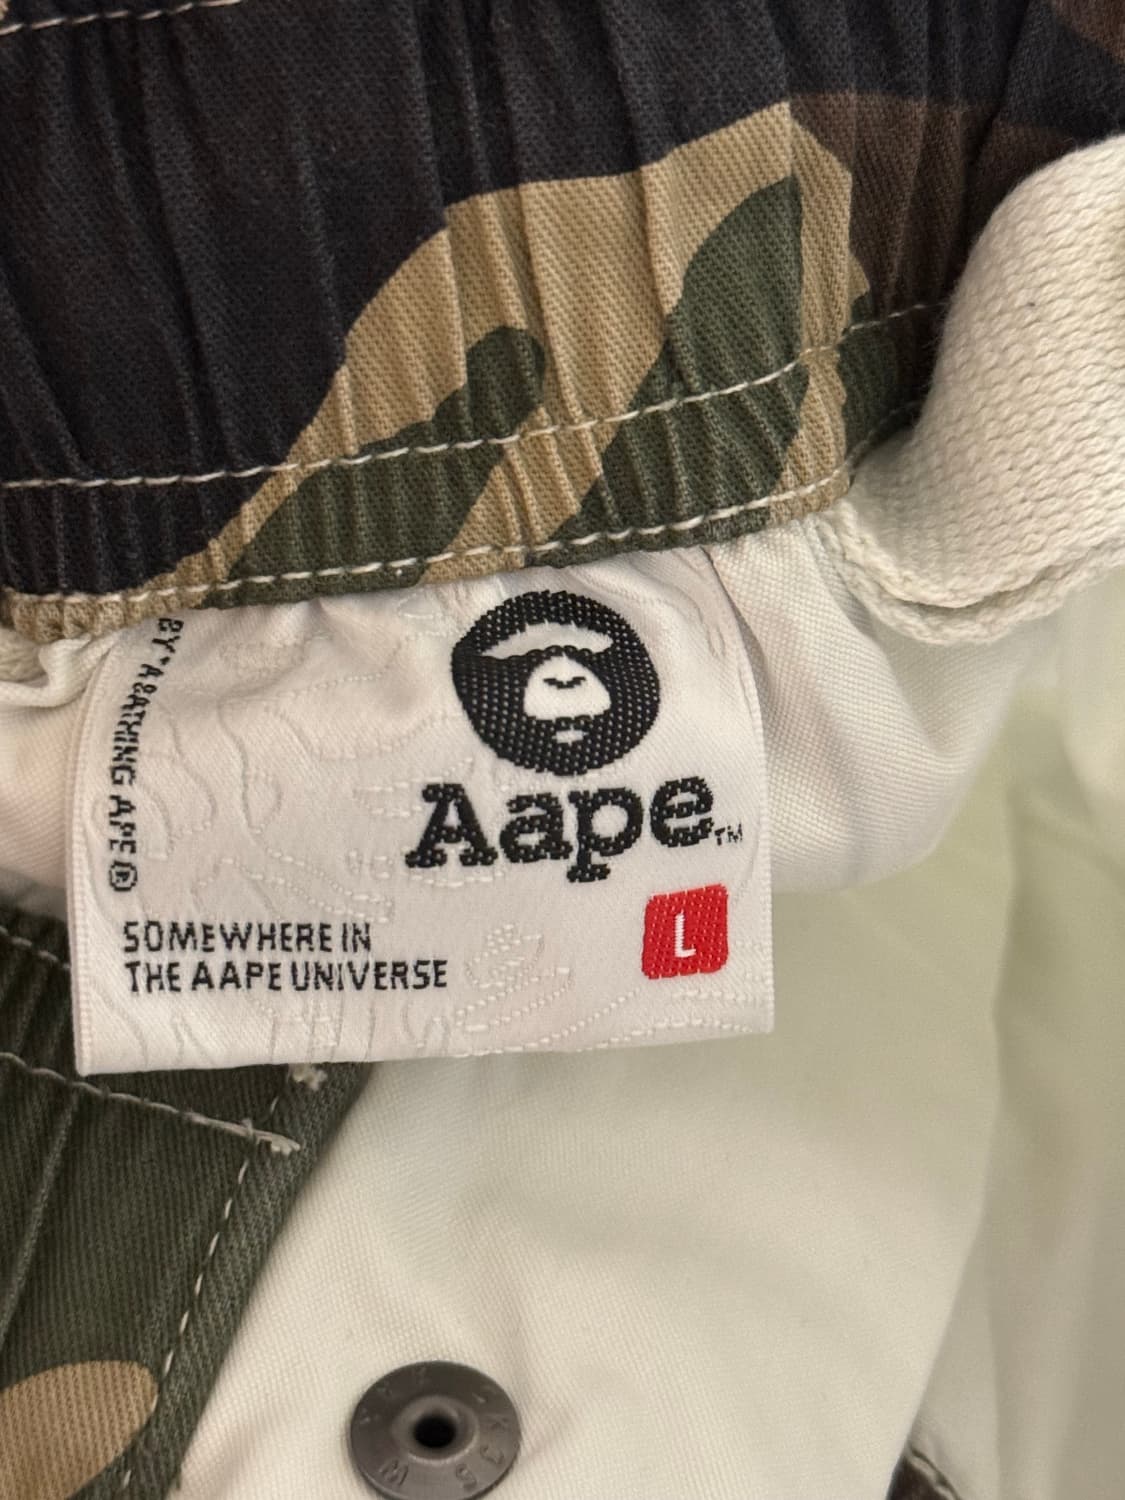 BY *A BATHING APE®
Aape™
L
SOMEWHERE IN
THE AAPE UNIVERSE